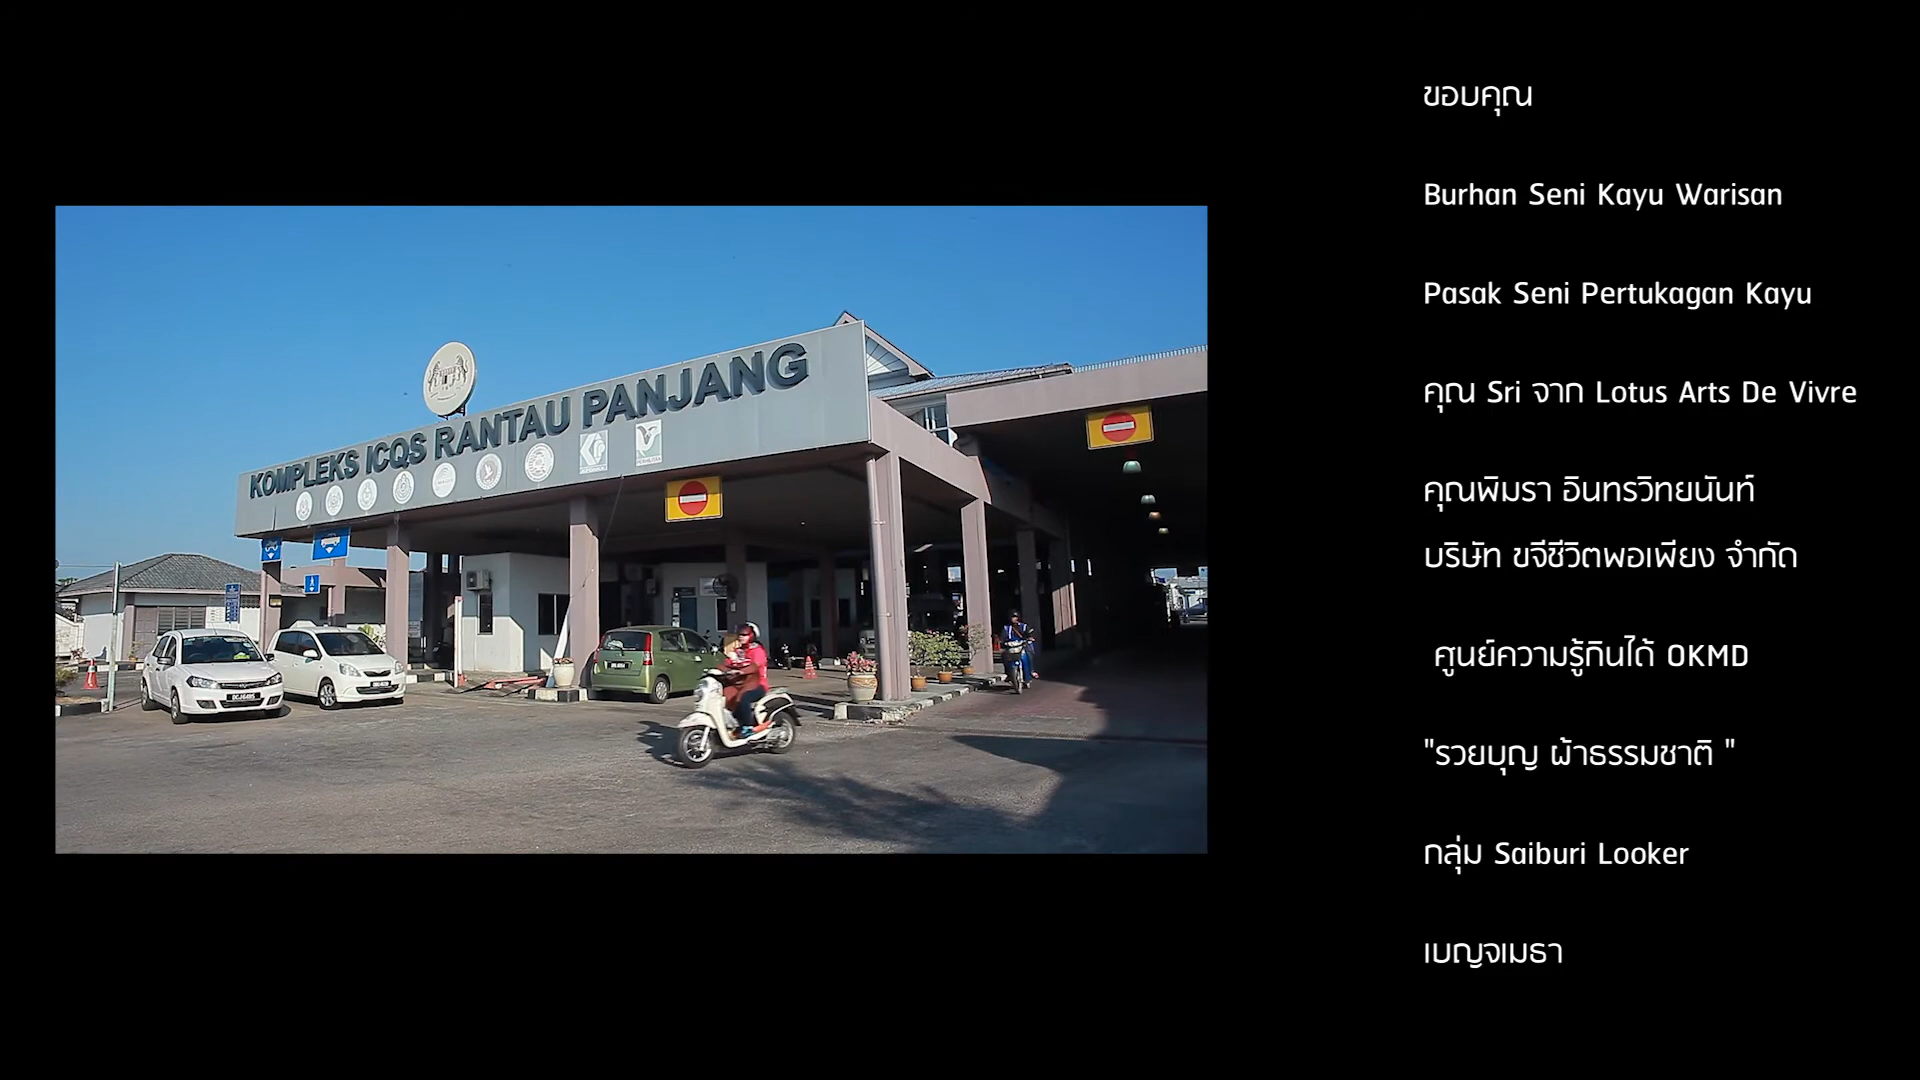 KOMPLEKS ICQS RANTAU PANJANG
ขอบคุณ
Burhan Seni Kayu Warisan
Pasak Seni Pertukagan Kayu
คุณ Sri จาก Lotus Arts De Vivre
คุณพิมรา อินทรวิทยนันท์
บริษัท ขจีชีวิตพอเพียง จำกัด
ศูนย์ความรู้กินได้ OKMD
"รวยบุญ ผ้าธรรมชาติ "
กลุ่ม Saiburi Looker
เบญจเมธา